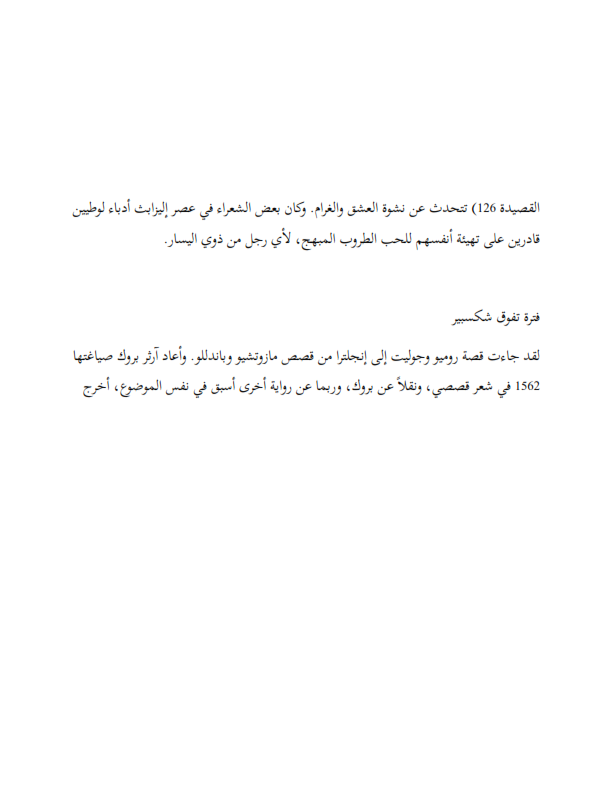 القصيدة 126) تتحدث عن نشوة العشق والغرام. وكان بعض الشعراء في عصر إليزابث أدباء لوطيين
قادرين على تهيئة أنفسهم للحب الطروب المبهج، لأي رجل من ذوي اليسار.
فترة تفوق شكسبير
لقد جاءت قصة روميو وجوليت إلى إنجلترا من قصص مازوتشيو وباندللو. وأعاد آرثر بروك صياغتها
1562 في شعر قصصي، ونقلاً عن بروك، وربما عن رواية أخرى أسبق في نفس الموضوع، أخرج